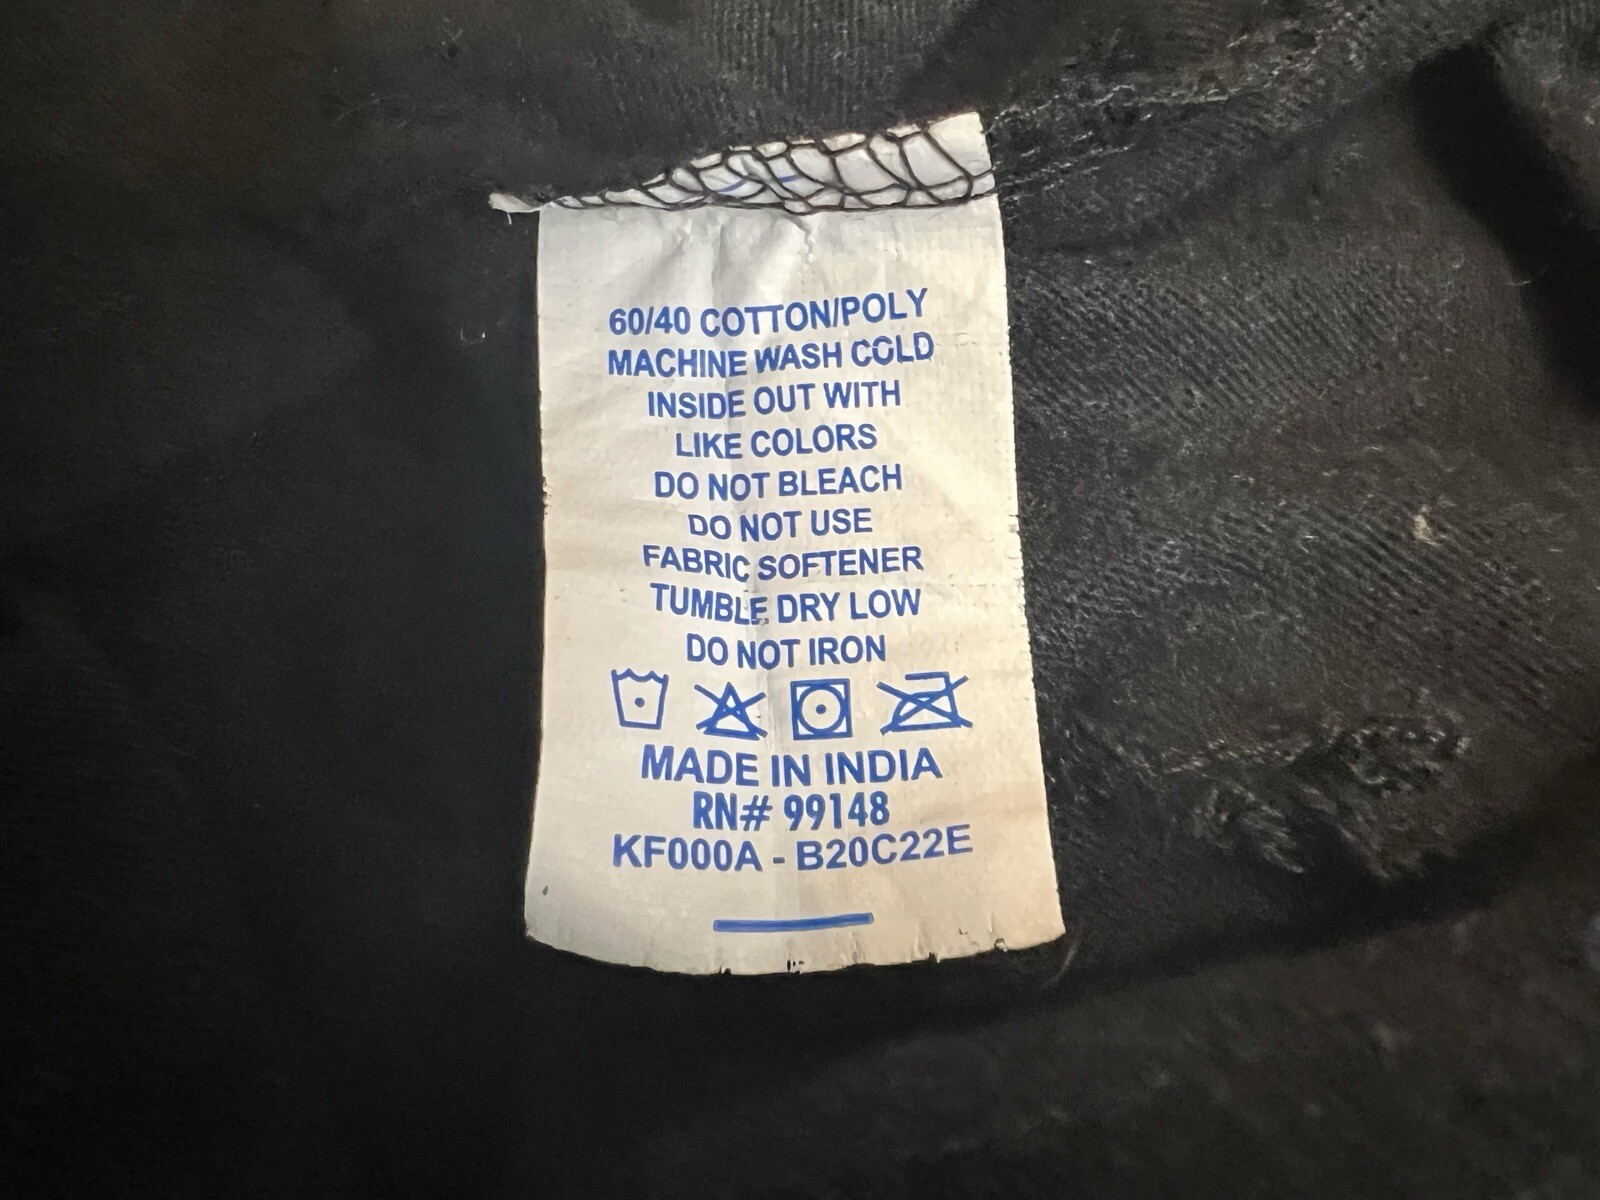 60/40 COTTON/POLY
MACHINE WASH COLD
INSIDE OUT WITH
LIKE COLORS
DO NOT BLEACH
DO NOT USE
FABRIC SOFTENER
TUMBLE DRY LOW
DO NOT IRON
MADE IN INDIA
RN# 99148
KF000A - B20C22E